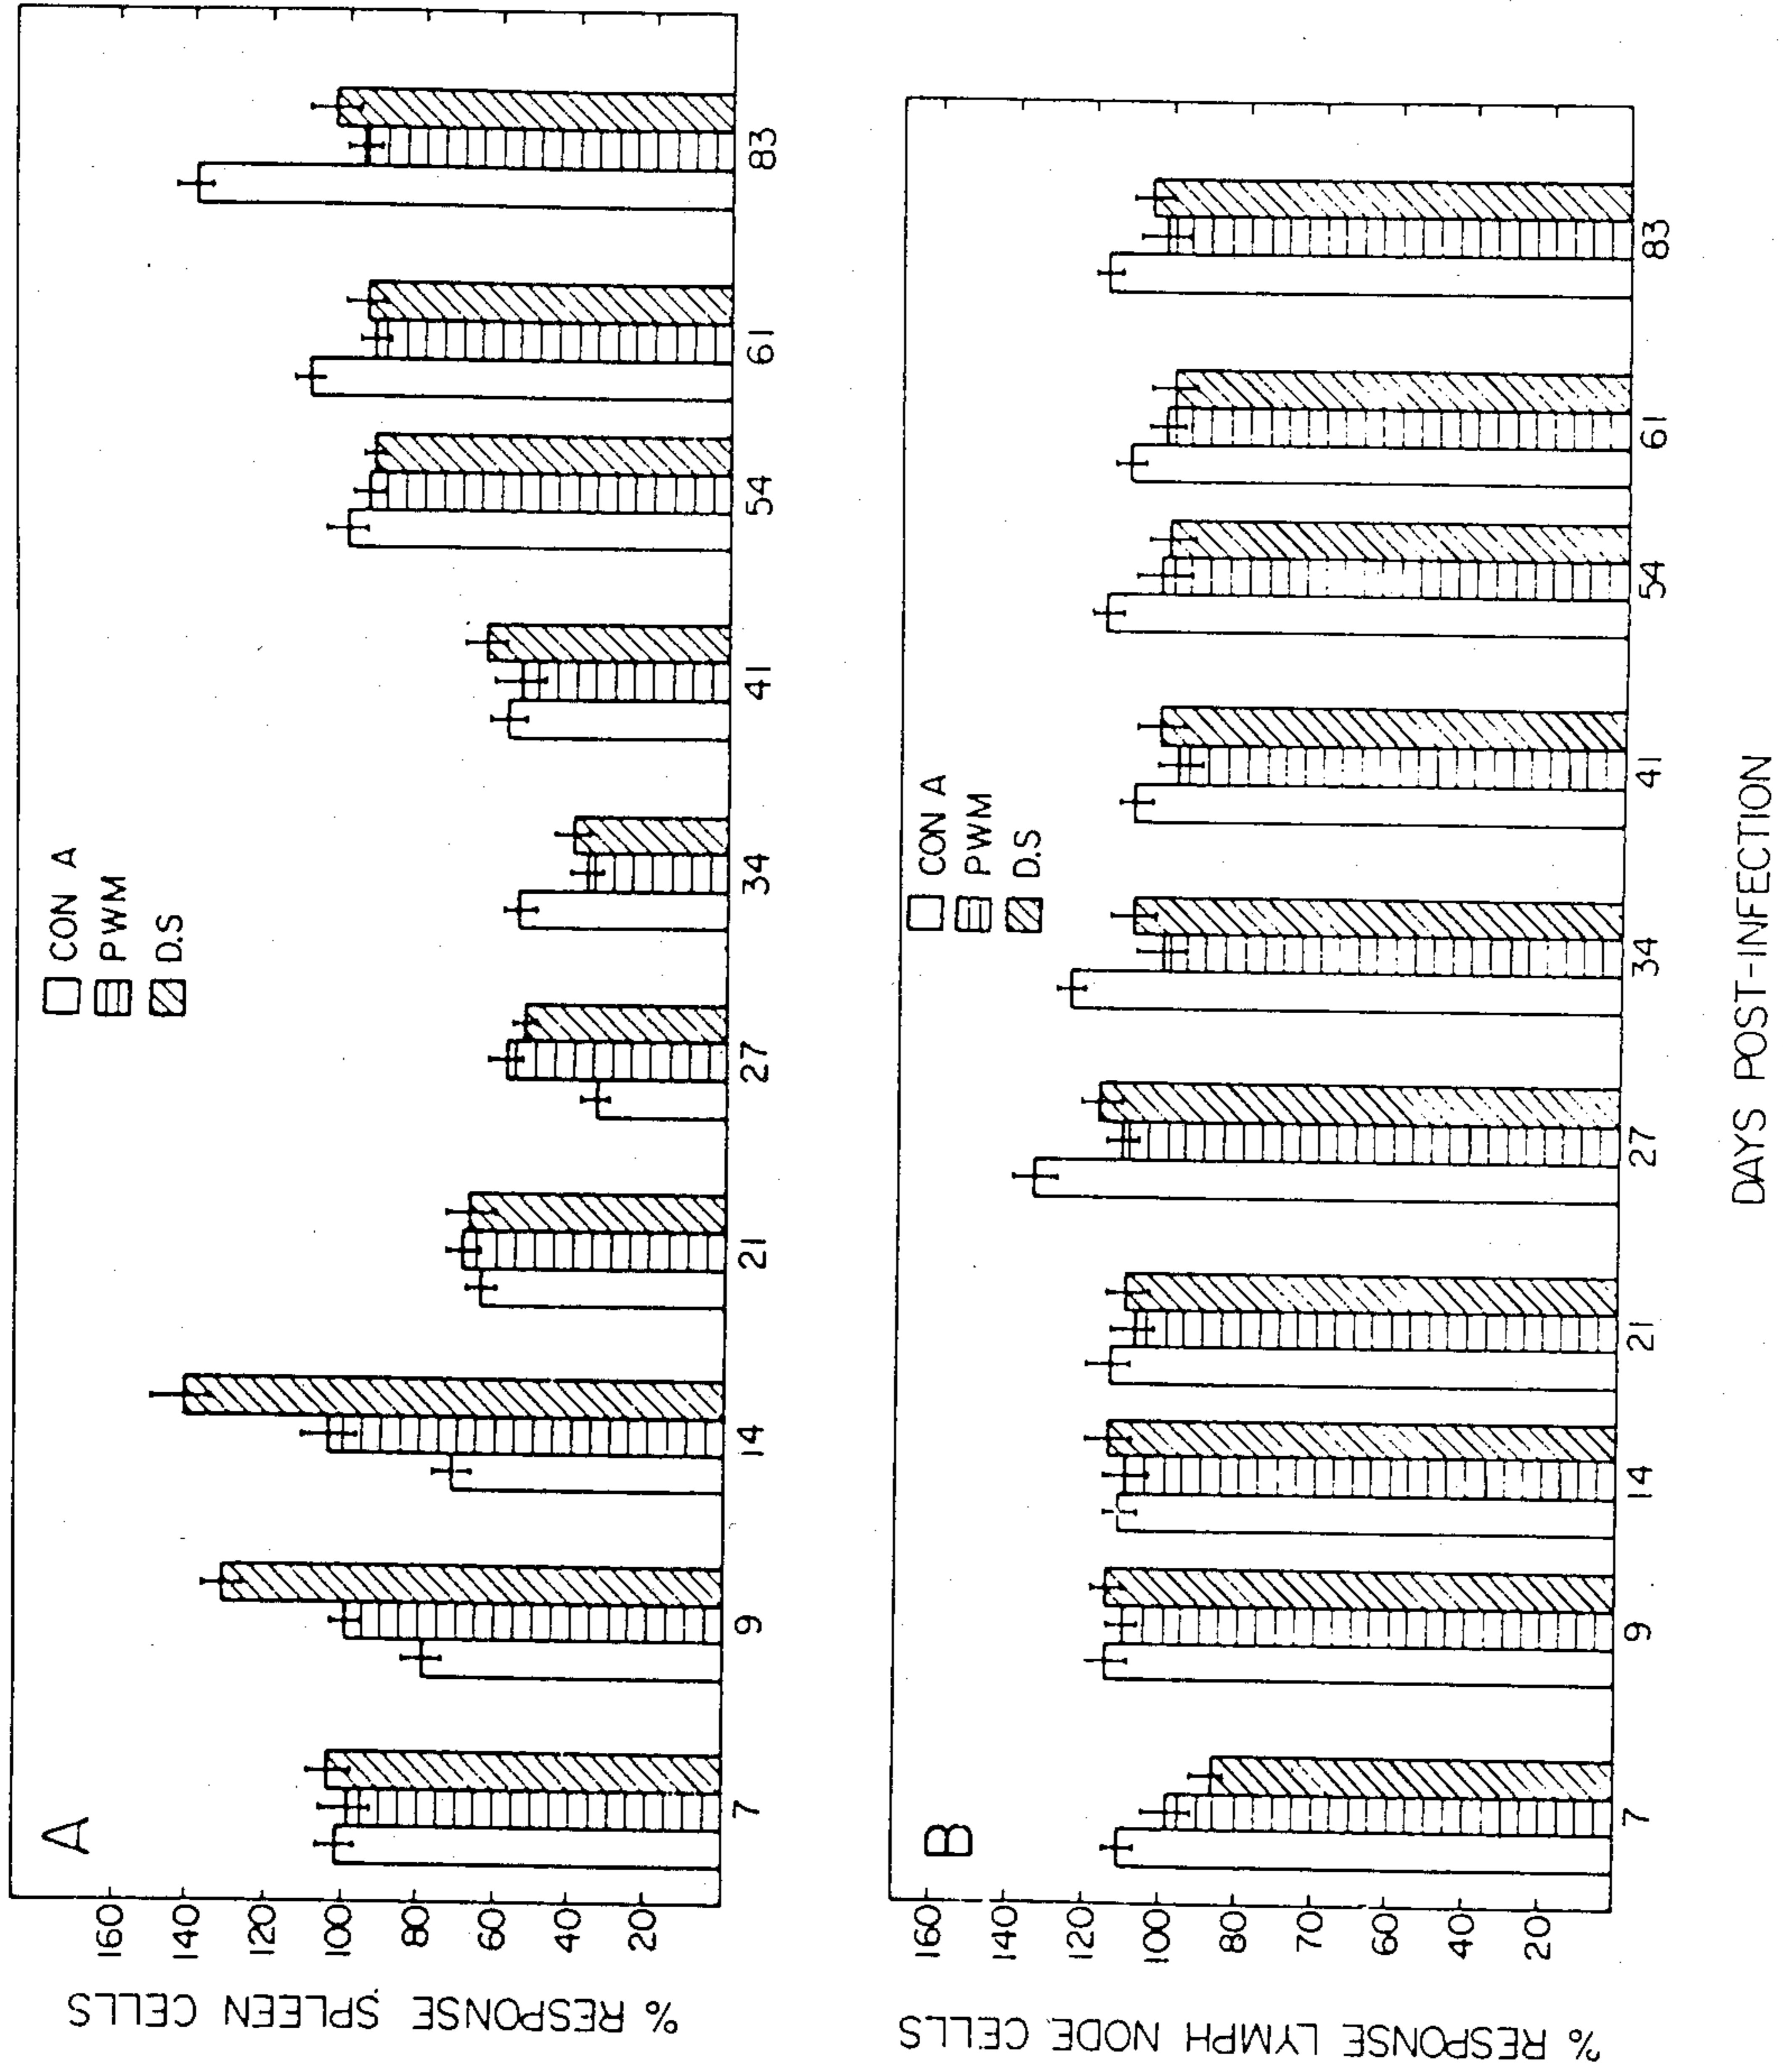 A
CON A
PWM
D.S
% RESPONSE SPLEEN CELLS
160
140
120
100
80
60
40
20
7 9 14 21 27 34 41 54 61 83
B
CON A
PWM
D.S
% RESPONSE LYMPH NODE CELLS
160
140
120
100
80
70
60
40
20
7 9 14 21 27 34 41 54 61 83
DAYS POST-INFECTION